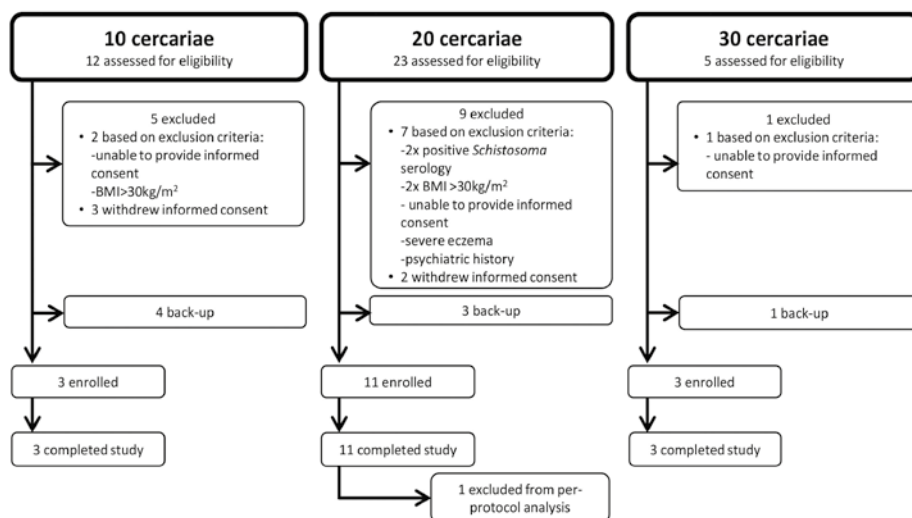 10 cercariae
12 assessed for eligibility
5 excluded
• 2 based on exclusion criteria:
-unable to provide informed
consent
-BMI>30kg/m²
• 3 withdrew informed consent
4 back-up
3 enrolled
3 completed study
20 cercariae
23 assessed for eligibility
9 excluded
• 7 based on exclusion criteria:
-2x positive Schistosoma
serology
-2x BMI >30kg/m²
- unable to provide informed
consent
-severe eczema
-psychiatric history
• 2 withdrew informed consent
3 back-up
11 enrolled
11 completed study
1 excluded from per-
protocol analysis
30 cercariae
5 assessed for eligibility
1 excluded
• 1 based on exclusion criteria:
- unable to provide informed
consent
1 back-up
3 enrolled
3 completed study